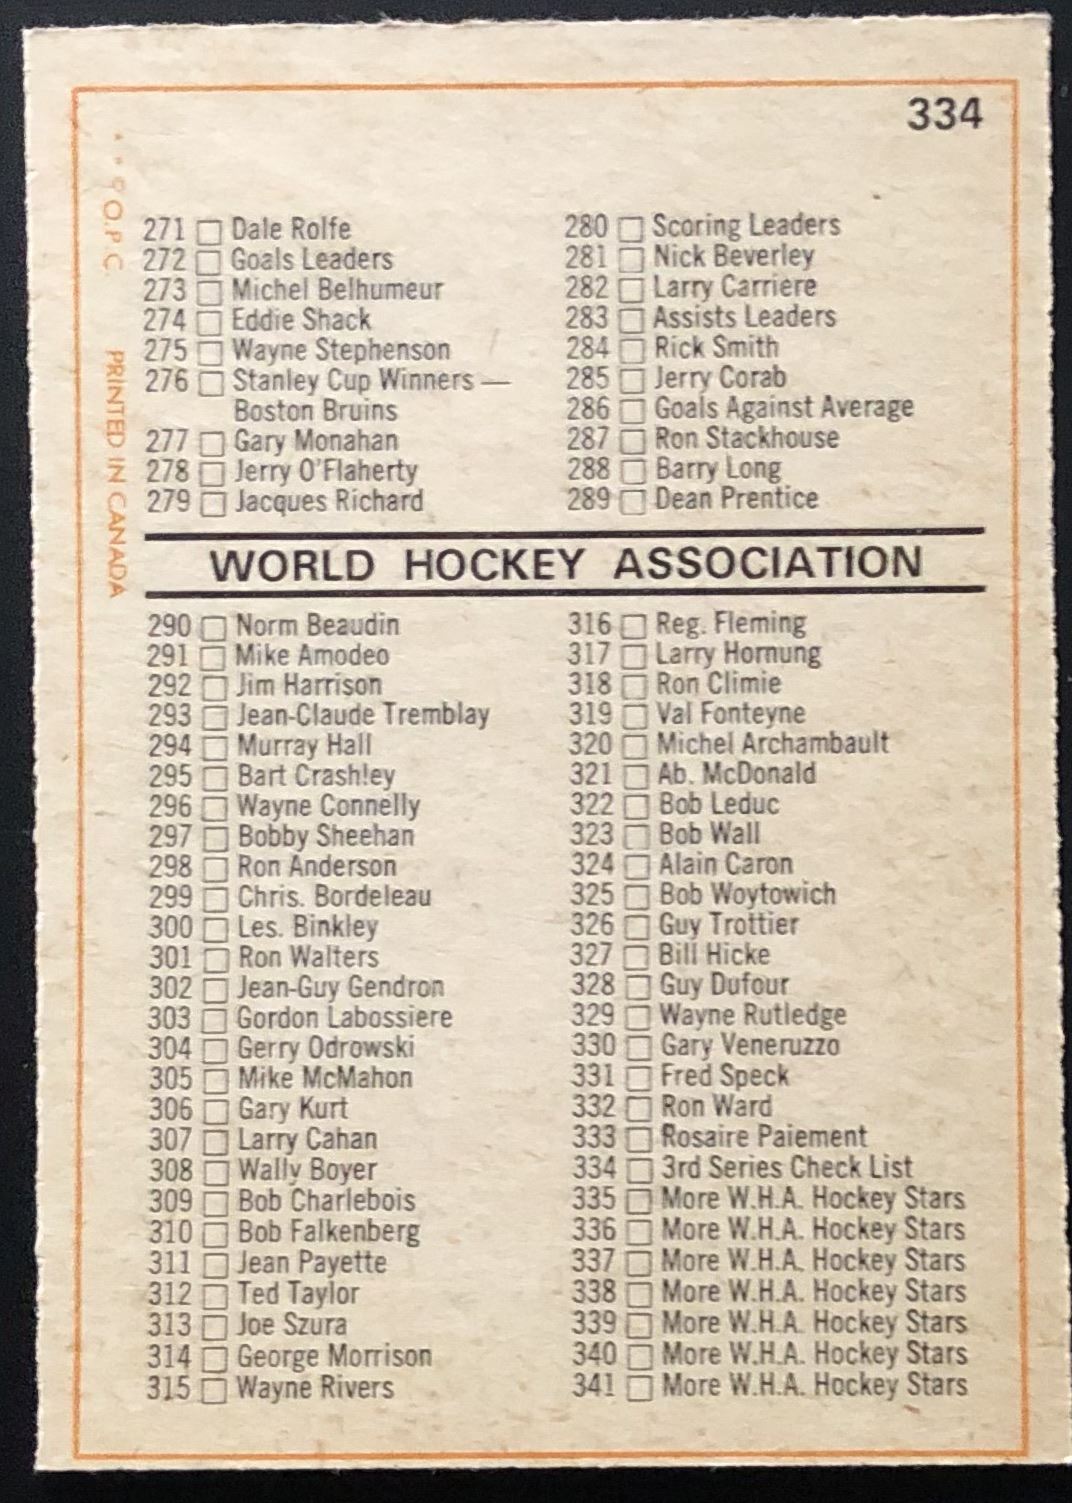 334
271 Dale Rolfe
272 Goals Leaders
273 Michel Belhumeur
274 Eddie Shack
275 Wayne Stephenson
276 Stanley Cup Winners —
Boston Bruins
277 Gary Monahan
278 Jerry O'Flaherty
279 Jacques Richard
280 Scoring Leaders
281 Nick Beverley
282 Larry Carriere
283 Assists Leaders
284 Rick Smith
285 Jerry Corab
286 Goals Against Average
287 Ron Stackhouse
288 Barry Long
289 Dean Prentice
WORLD HOCKEY ASSOCIATION
290 Norm Beaudin
291 Mike Amodeo
292 Jim Harrison
293 Jean-Claude Tremblay
294 Murray Hall
295 Bart Crashley
296 Wayne Connelly
297 Bobby Sheehan
298 Ron Anderson
299 Chris. Bordeleau
300 Les. Binkley
301 Ron Walters
302 Jean-Guy Gendron
303 Gordon Labossiere
304 Gerry Odrowski
305 Mike McMahon
306 Gary Kurt
307 Larry Cahan
308 Wally Boyer
309 Bob Charlebois
310 Bob Falkenberg
311 Jean Payette
312 Ted Taylor
313 Joe Szura
314 George Morrison
315 Wayne Rivers
316 Reg. Fleming
317 Larry Hornung
318 Ron Climie
319 Val Fonteyne
320 Michel Archambault
321 Ab. McDonald
322 Bob Leduc
323 Bob Wall
324 Alain Caron
325 Bob Woytowich
326 Guy Trottier
327 Bill Hicke
328 Guy Dufour
329 Wayne Rutledge
330 Gary Veneruzzo
331 Fred Speck
332 Ron Ward
333 Rosaire Paiement
334 3rd Series Check List
335 More W.H.A. Hockey Stars
336 More W.H.A. Hockey Stars
337 More W.H.A. Hockey Stars
338 More W.H.A. Hockey Stars
339 More W.H.A. Hockey Stars
340 More W.H.A. Hockey Stars
341 More W.H.A. Hockey Stars
O.P.C. PRINTED IN CANADA